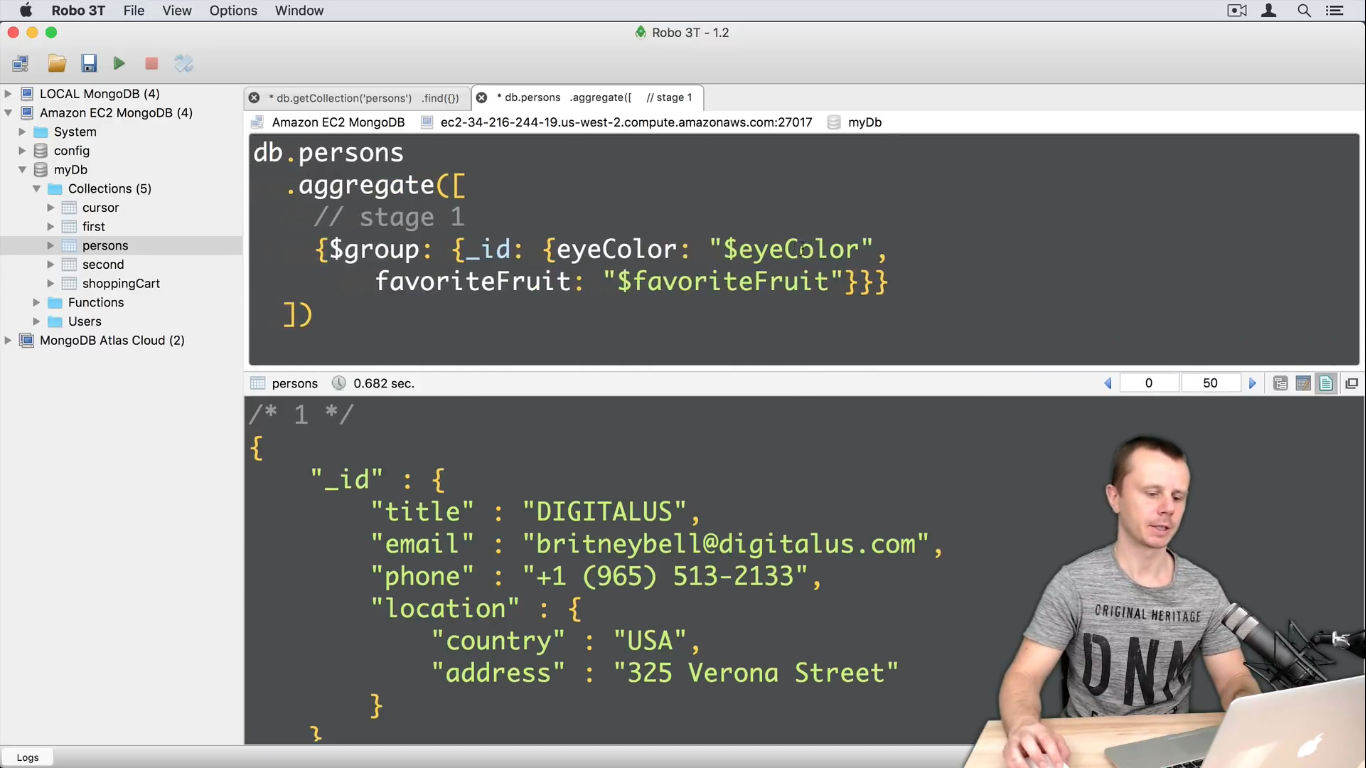 Robo 3T File View Options Window
Robo 3T - 1.2
LOCAL MongoDB (4)
Amazon EC2 MongoDB (4)
System
config
myDb
Collections (5)
cursor
first
persons
second
shoppingCart
Functions
Users
MongoDB Atlas Cloud (2)
* db.getCollection('persons') .find({}) * db.persons .aggregate([ // stage 1
Amazon EC2 MongoDB ec2-34-216-244-19.us-west-2.compute.amazonaws.com:27017 myDb
db.persons
.aggregate([
// stage 1
{$group: {_id: {eyeColor: "$eyeColor",
favoriteFruit: "$favoriteFruit"}}}
])
persons 0.682 sec. 0 50
/* 1 */
{
"_id" : {
"title" : "DIGITALUS",
"email" : "britneybell@digitalus.com",
"phone" : "+1 (965) 513-2133",
"location" : {
"country" : "USA",
"address" : "325 Verona Street"
}
}
ORIGINAL HERITAGE
DNM
Logs